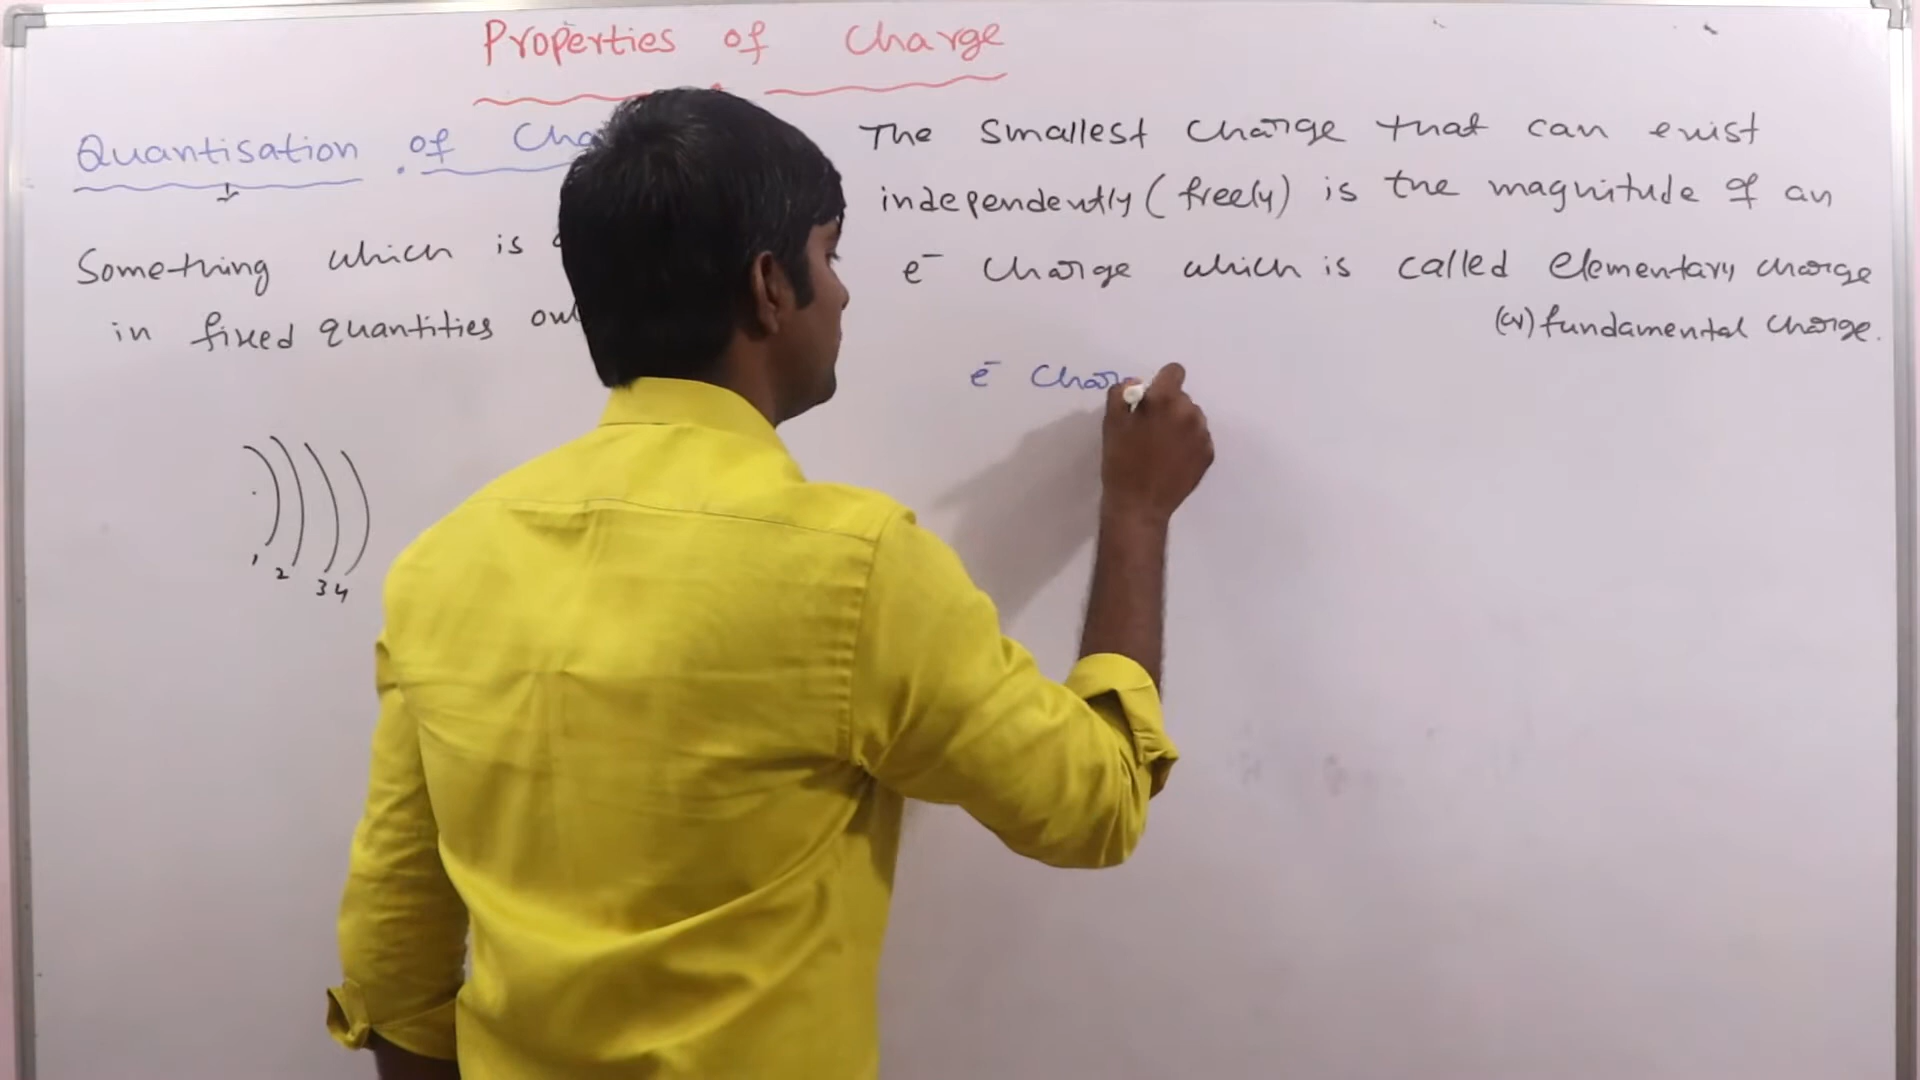 Properties of Charge
Quantisation of Cha
Something which is
in fixed quantities
1 2 3 4
The smallest charge that can exist
independently (freely) is the magnitude of an
e⁻ charge which is called elementary charge
(or) fundamental charge.
e⁻ Char